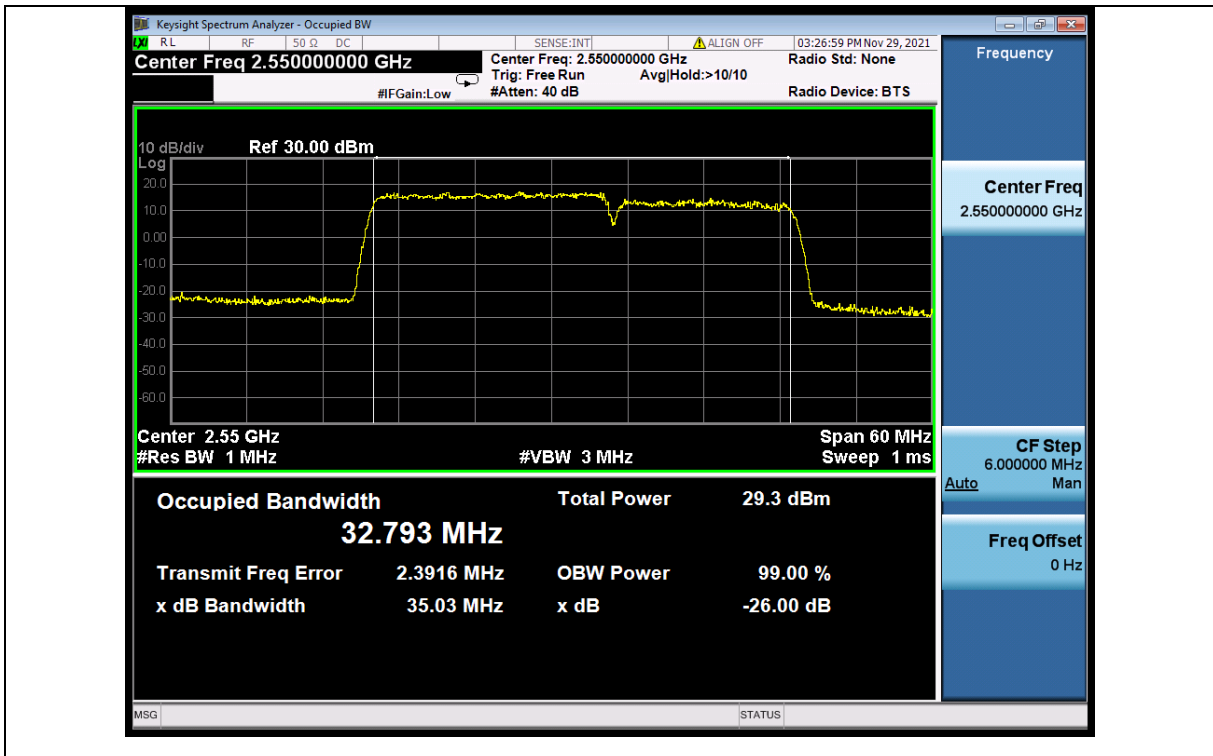 Keysight Spectrum Analyzer - Occupied BW
LXI RL RF 50 Ω DC SENSE:INT ALIGN OFF 03:26:59 PM Nov 29, 2021
Center Freq 2.550000000 GHz
Center Freq: 2.550000000 GHz Radio Std: None
Trig: Free Run Avg|Hold:>10/10
#IFGain:Low #Atten: 40 dB Radio Device: BTS
10 dB/div Ref 30.00 dBm
Log
20.0
10.0
0.00
-10.0
-20.0
-30.0
-40.0
-50.0
-60.0
Center 2.55 GHz Span 60 MHz
#Res BW 1 MHz #VBW 3 MHz Sweep 1 ms
Occupied Bandwidth Total Power 29.3 dBm
32.793 MHz
Transmit Freq Error 2.3916 MHz OBW Power 99.00 %
x dB Bandwidth 35.03 MHz x dB -26.00 dB
Frequency
Center Freq
2.550000000 GHz
CF Step
6.000000 MHz
Auto Man
Freq Offset
0 Hz
MSG STATUS